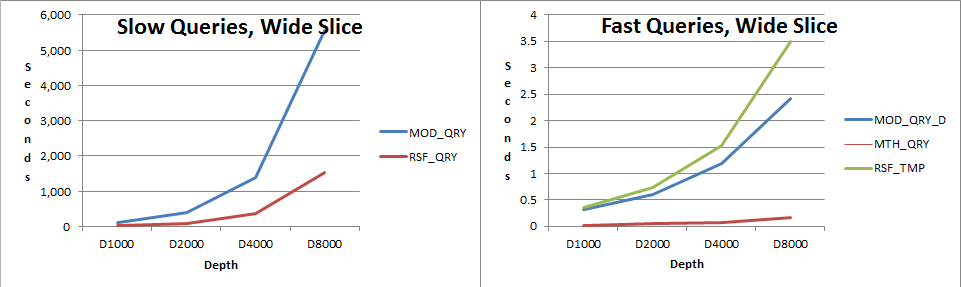 Slow Queries, Wide Slice
6,000
5,000
4,000
3,000
2,000
1,000
0
Seconds
D1000 D2000 D4000 D8000
Depth
MOD_QRY
RSF_QRY
Fast Queries, Wide Slice
4
3.5
3
2.5
2
1.5
1
0.5
0
Seconds
D1000 D2000 D4000 D8000
Depth
MOD_QRY_D
MTH_QRY
RSF_TMP